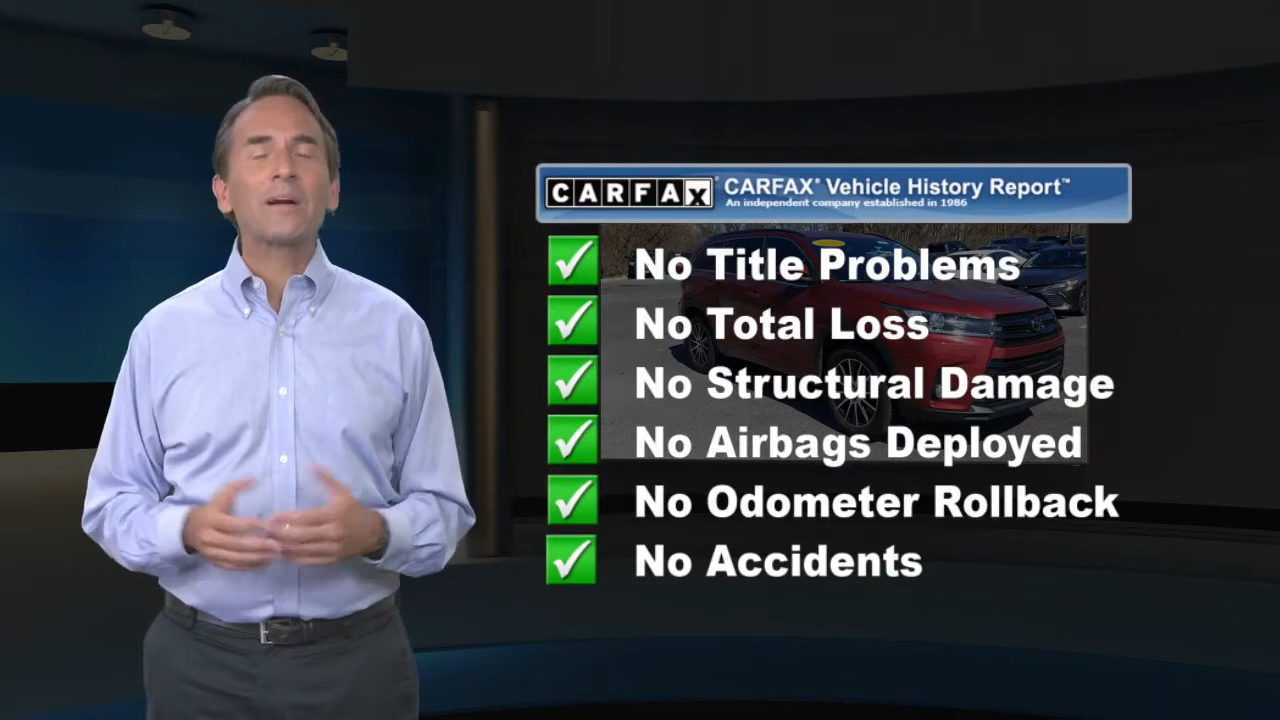 CARFAX® CARFAX® Vehicle History Report™
An independent company established in 1986
No Title Problems
No Total Loss
No Structural Damage
No Airbags Deployed
No Odometer Rollback
No Accidents